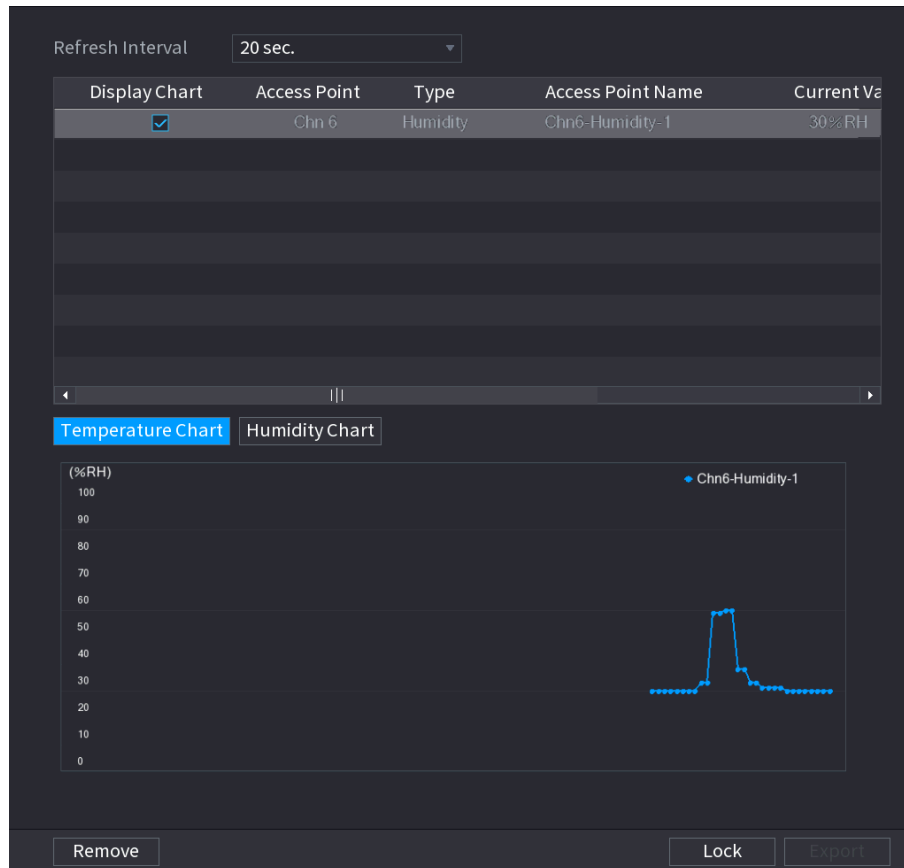 Refresh Interval 20 sec.
Display Chart Access Point Type Access Point Name Current Va
Chn 6 Humidity Chn6-Humidity-1 30%RH
Temperature Chart Humidity Chart
(%RH)
Chn6-Humidity-1
100
90
80
70
60
50
40
30
20
10
0
Remove Lock Export